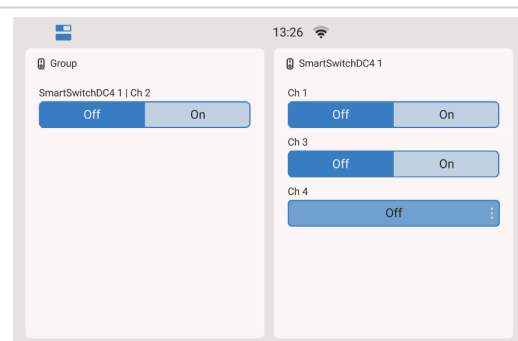 13:26
Group
SmartSwitchDC4 1 | Ch 2
Off On
SmartSwitchDC4 1
Ch 1
Off On
Ch 3
Off On
Ch 4
Off